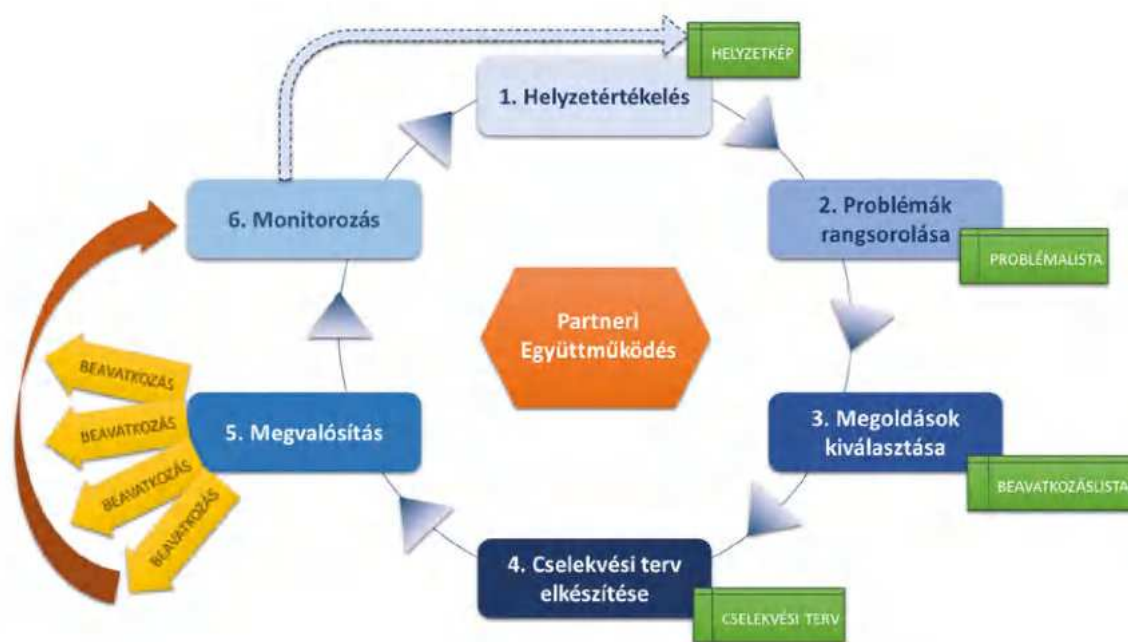 HELYZETKÉP
1. Helyzetértékelés
2. Problémák
rangsorolása
PROBLÉMALISTA
3. Megoldások
kiválasztása
BEAVATKOZÁSLISTA
4. Cselekvési terv
elkészítése
CSELEKVÉSI TERV
5. Megvalósítás
BEAVATKOZÁS
BEAVATKOZÁS
BEAVATKOZÁS
BEAVATKOZÁS
6. Monitorozás
Partneri
Együttműködés